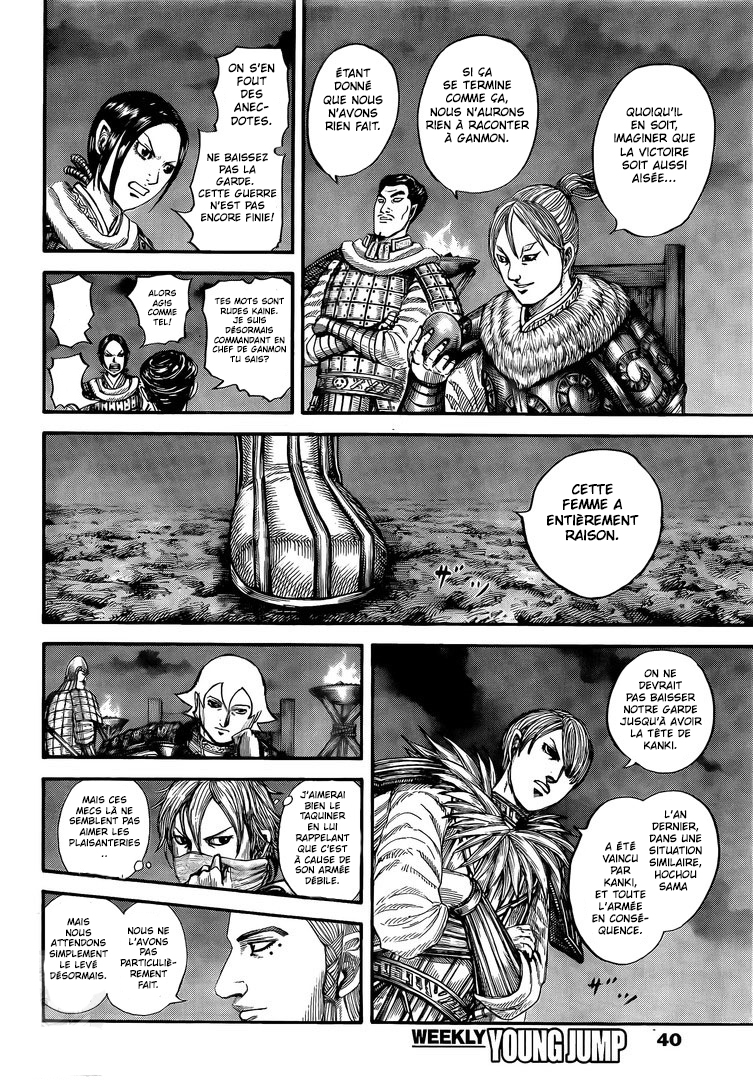 QUOIQU'IL
EN SOIT,
IMAGINER QUE
LA VICTOIRE
SOIT AUSSI
AISÉE...
SI ÇA
SE TERMINE
COMME ÇA,
NOUS N'AURONS
RIEN À RACONTER
À GANMON.
ÉTANT
DONNÉ
QUE NOUS
N'AVONS
RIEN FAIT.
ON S'EN
FOUT
DES
ANEC-
DOTES.
NE BAISSEZ
PAS LA
GARDE.
CETTE GUERRE
N'EST PAS
ENCORE FINIE!
TES MOTS SONT
RUDES KAINE.
JE SUIS
DÉSORMAIS
COMMANDANT EN
CHEF DE GANMON
TU SAIS?
ALORS
AGIS
COMME
TEL!
CETTE
FEMME A
ENTIÈREMENT
RAISON.
ザッ
ON NE
DEVRAIT
PAS BAISSER
NOTRE GARDE
JUSQU'À AVOIR
LA TÊTE DE
KANKI.
L'AN
DERNIER,
DANS UNE
SITUATION
SIMILAIRE,
HOCHOU
SAMA
A ÉTÉ
VAINCU
PAR
KANKI,
ET TOUTE
L'ARMÉE
EN CONSÉ-
QUENCE.
ザッ
J'AIMERAI
BIEN LE
TAQUINER
EN LUI
RAPPELANT
QUE C'EST
À CAUSE DE
SON ARMÉE
DÉBILE.
MAIS CES
MECS LÀ NE
SEMBLENT PAS
AIMER LES
PLAISANTERIES
..
NOUS NE
L'AVONS
PAS
PARTICULIÈ-
REMENT
FAIT.
MAIS
NOUS
ATTENDONS
SIMPLEMENT
LE LEVÉ
DÉSORMAIS.
WEEKLY YOUNG JUMP 40